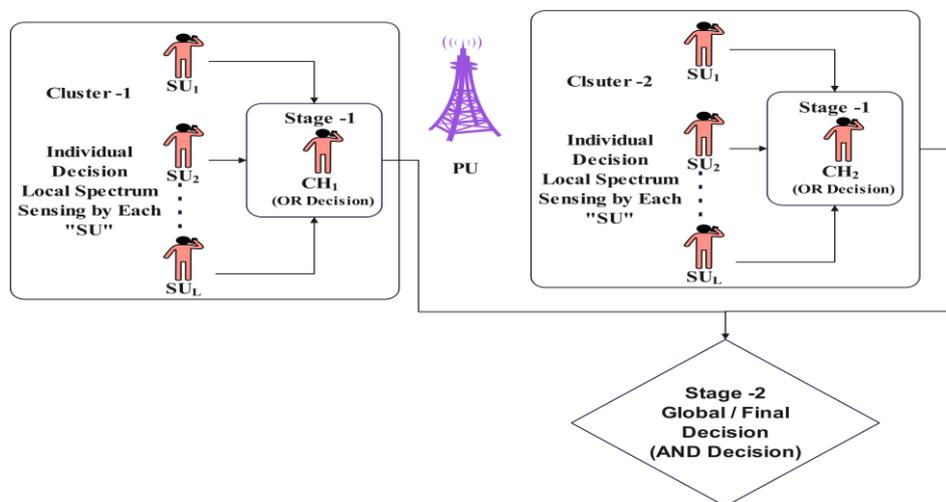 SU1
Cluster -1
Stage -1
Individual
Decision
Local Spectrum
Sensing by Each
"SU"
SU2
CH1
(OR Decision)
SUL
PU
SU1
Clsuter -2
Stage -1
Individual
Decision
Local Spectrum
Sensing by Each
"SU"
SU2
CH2
(OR Decision)
SUL
Stage -2
Global / Final
Decision
(AND Decision)